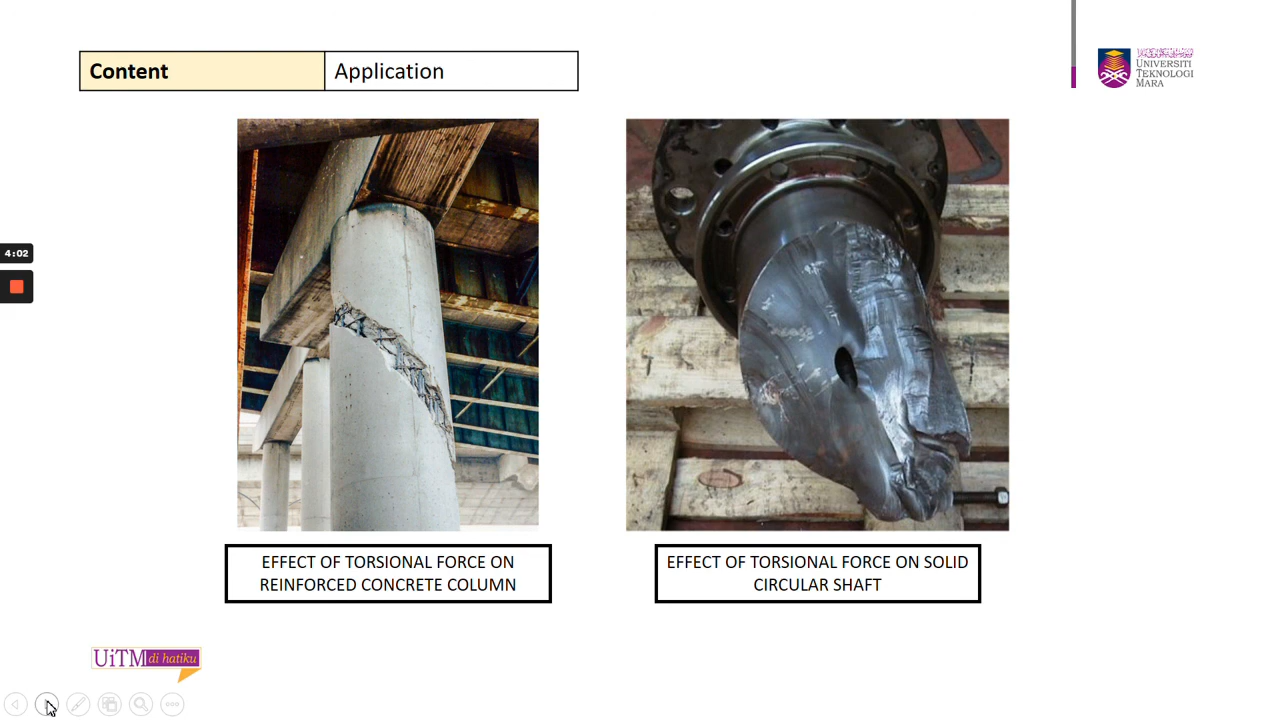 Content
Application
UNIVERSITI
TEKNOLOGI
MARA
4:02
EFFECT OF TORSIONAL FORCE ON
REINFORCED CONCRETE COLUMN
EFFECT OF TORSIONAL FORCE ON SOLID
CIRCULAR SHAFT
UiTM di hatiku